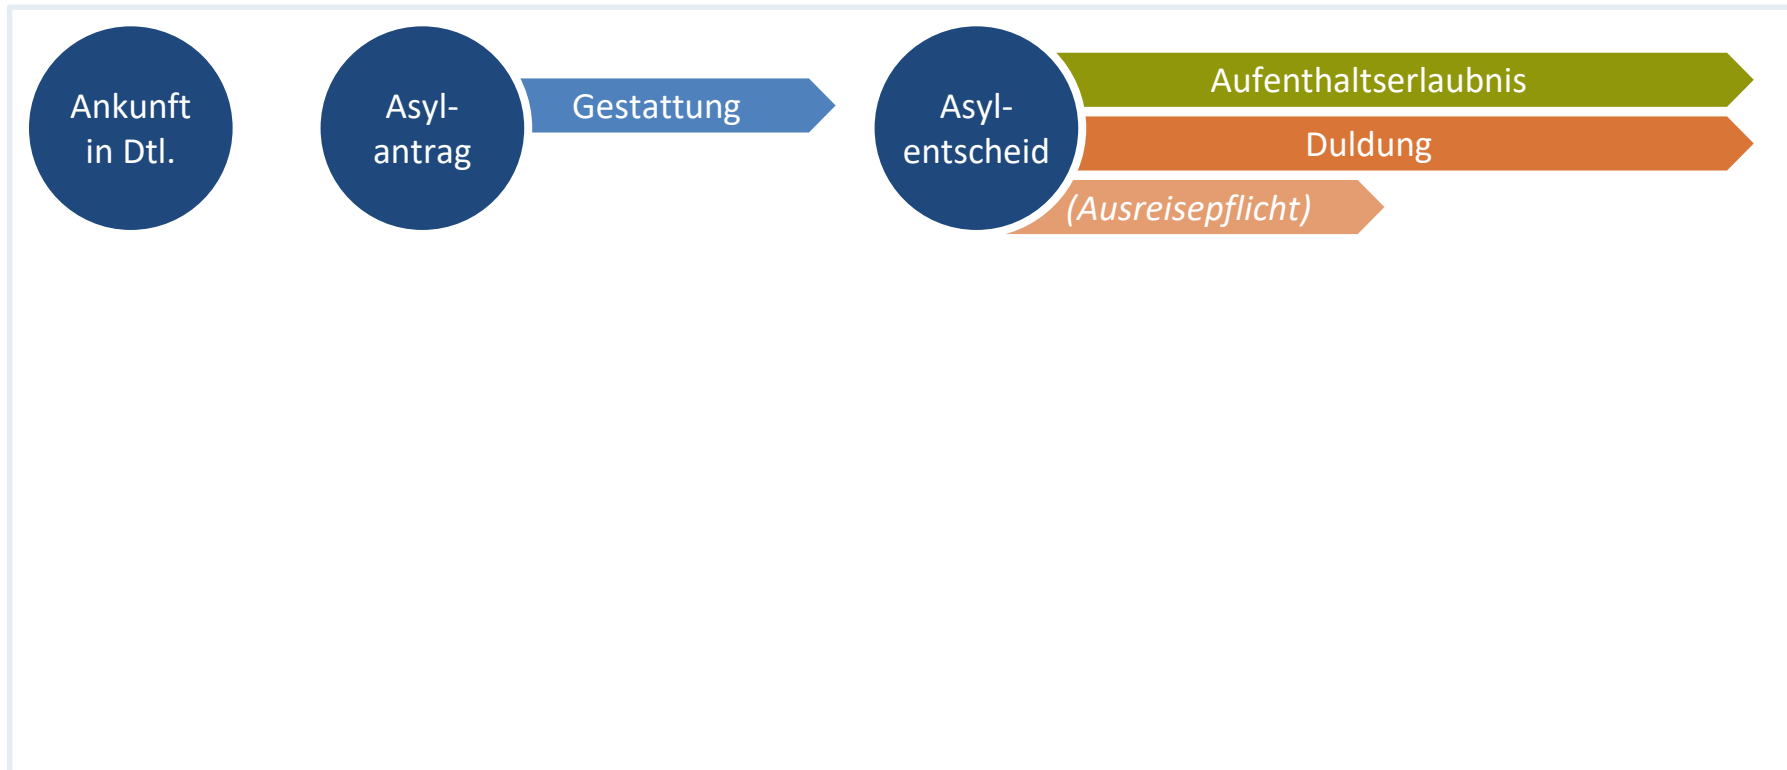 Ankunft
in Dtl.
Asyl-
antrag
Gestattung
Asyl-
entscheid
Aufenthaltserlaubnis
Duldung
(Ausreisepflicht)